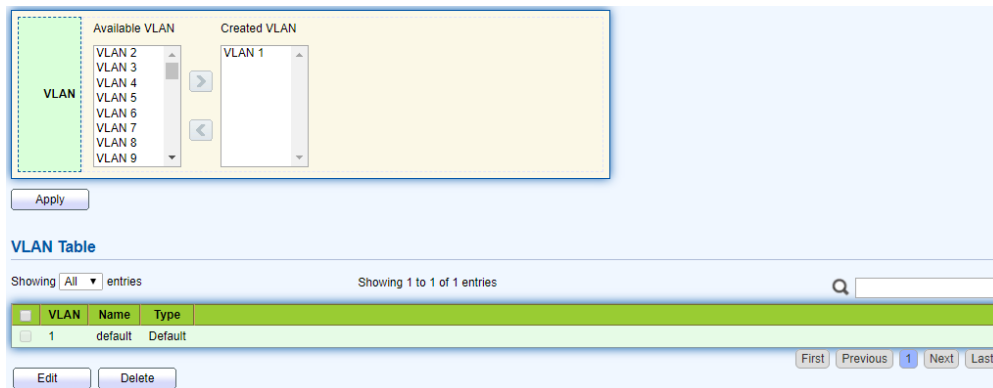 Available VLAN Created VLAN
VLAN
VLAN 2
VLAN 3
VLAN 4
VLAN 5
VLAN 6
VLAN 7
VLAN 8
VLAN 9
VLAN 1
Apply
VLAN Table
Showing All entries Showing 1 to 1 of 1 entries
VLAN Name Type
1 default Default
First Previous 1 Next Last
Edit Delete